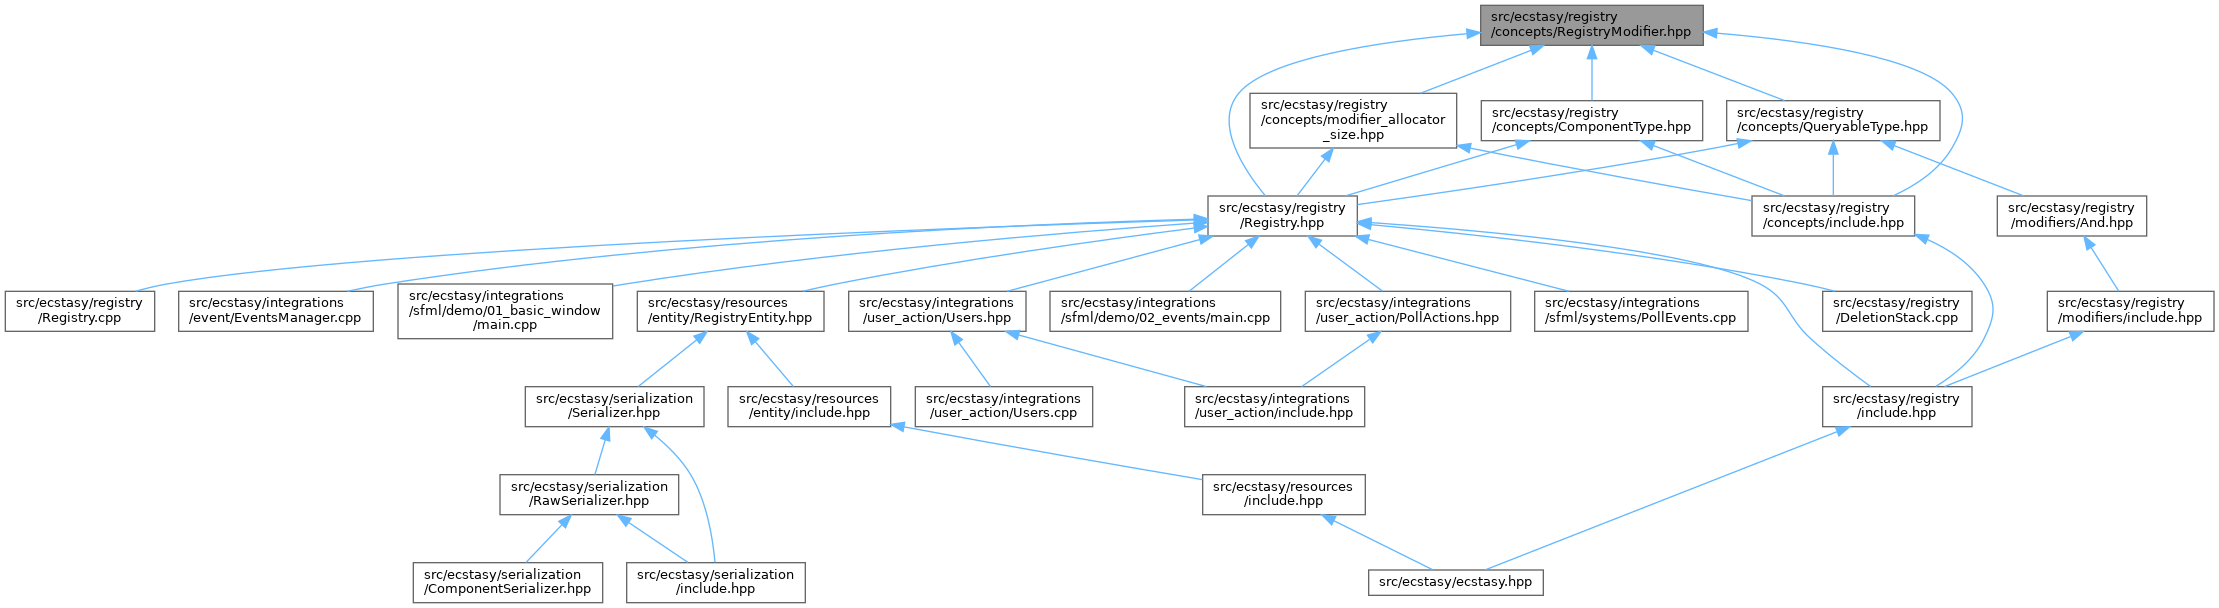 src/ecstasy/registry
/concepts/RegistryModifier.hpp
src/ecstasy/registry
/concepts/modifier_allocator
_size.hpp
src/ecstasy/registry
/concepts/ComponentType.hpp
src/ecstasy/registry
/concepts/QueryableType.hpp
src/ecstasy/registry
/Registry.hpp
src/ecstasy/registry
/concepts/include.hpp
src/ecstasy/registry
/modifiers/And.hpp
src/ecstasy/registry
/Registry.cpp
src/ecstasy/integrations
/event/EventsManager.cpp
src/ecstasy/integrations
/sfml/demo/01_basic_window
/main.cpp
src/ecstasy/resources
/entity/RegistryEntity.hpp
src/ecstasy/integrations
/user_action/Users.hpp
src/ecstasy/integrations
/sfml/demo/02_events/main.cpp
src/ecstasy/integrations
/user_action/PollActions.hpp
src/ecstasy/integrations
/sfml/systems/PollEvents.cpp
src/ecstasy/registry
/DeletionStack.cpp
src/ecstasy/registry
/modifiers/include.hpp
src/ecstasy/serialization
/Serializer.hpp
src/ecstasy/resources
/entity/include.hpp
src/ecstasy/integrations
/user_action/Users.cpp
src/ecstasy/integrations
/user_action/include.hpp
src/ecstasy/registry
/include.hpp
src/ecstasy/serialization
/RawSerializer.hpp
src/ecstasy/resources
/include.hpp
src/ecstasy/serialization
/ComponentSerializer.hpp
src/ecstasy/serialization
/include.hpp
src/ecstasy/ecstasy.hpp